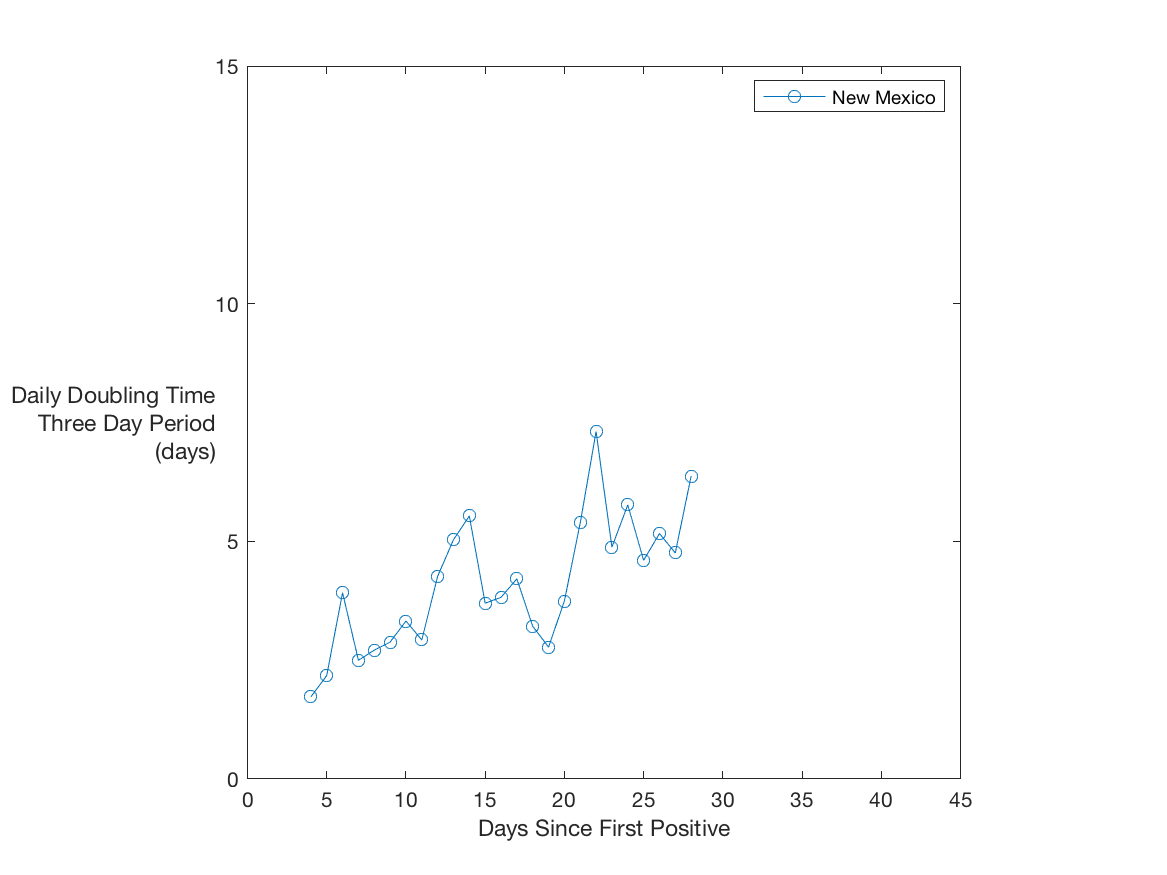 15
New Mexico
10
Daily Doubling Time
Three Day Period
(days)
5
0
0 5 10 15 20 25 30 35 40 45
Days Since First Positive